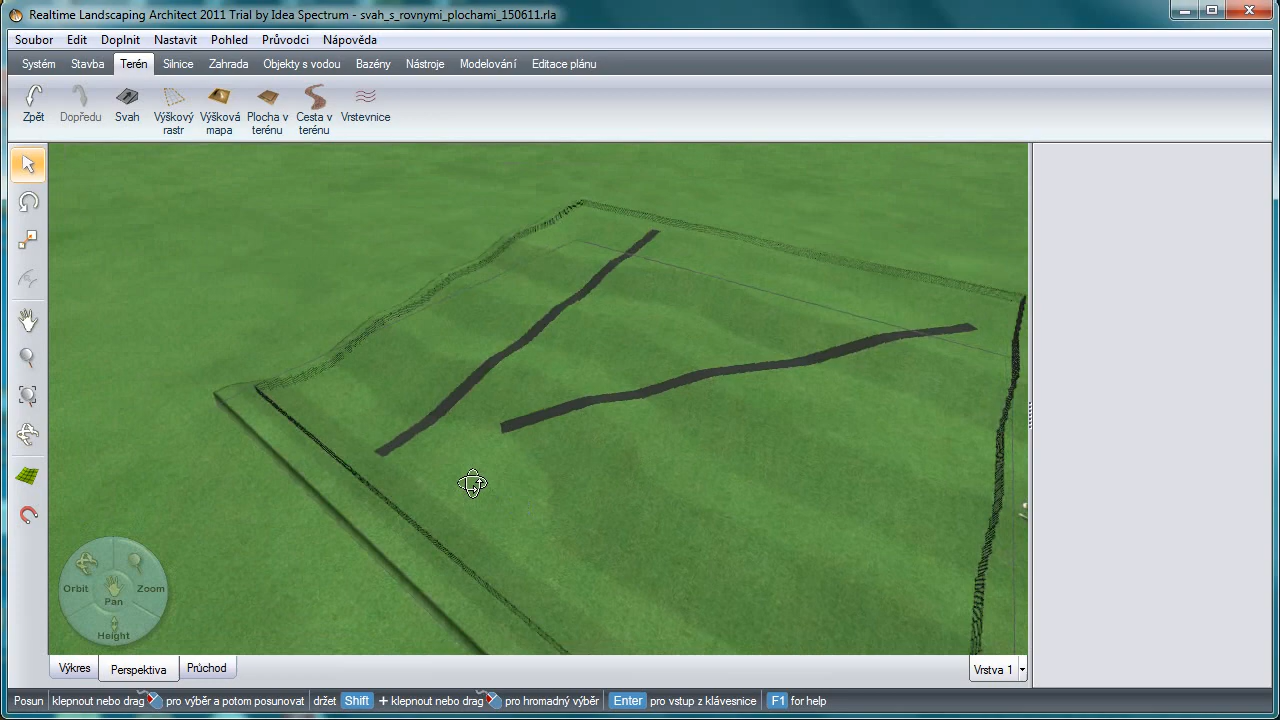 Realtime Landscaping Architect 2011 Trial by Idea Spectrum - svah_s_rovnymi_plochami_150611.rla
Soubor Edit Doplnit Nastavit Pohled Průvodci Nápověda
Systém Stavba Terén Silnice Zahrada Objekty s vodou Bazény Nástroje Modelování Editace plánu
Zpět Dopředu Svah Výškový rastr Výšková mapa Plocha v terénu Cesta v terénu Vrstevnice
Orbit Zoom
Pan
Height
Výkres Perspektiva Průchod Vrstva 1
Posun klepnout nebo drag pro výběr a potom posunovat držet Shift + klepnout nebo drag pro hromadný výběr Enter pro vstup z klávesnice F1 for help